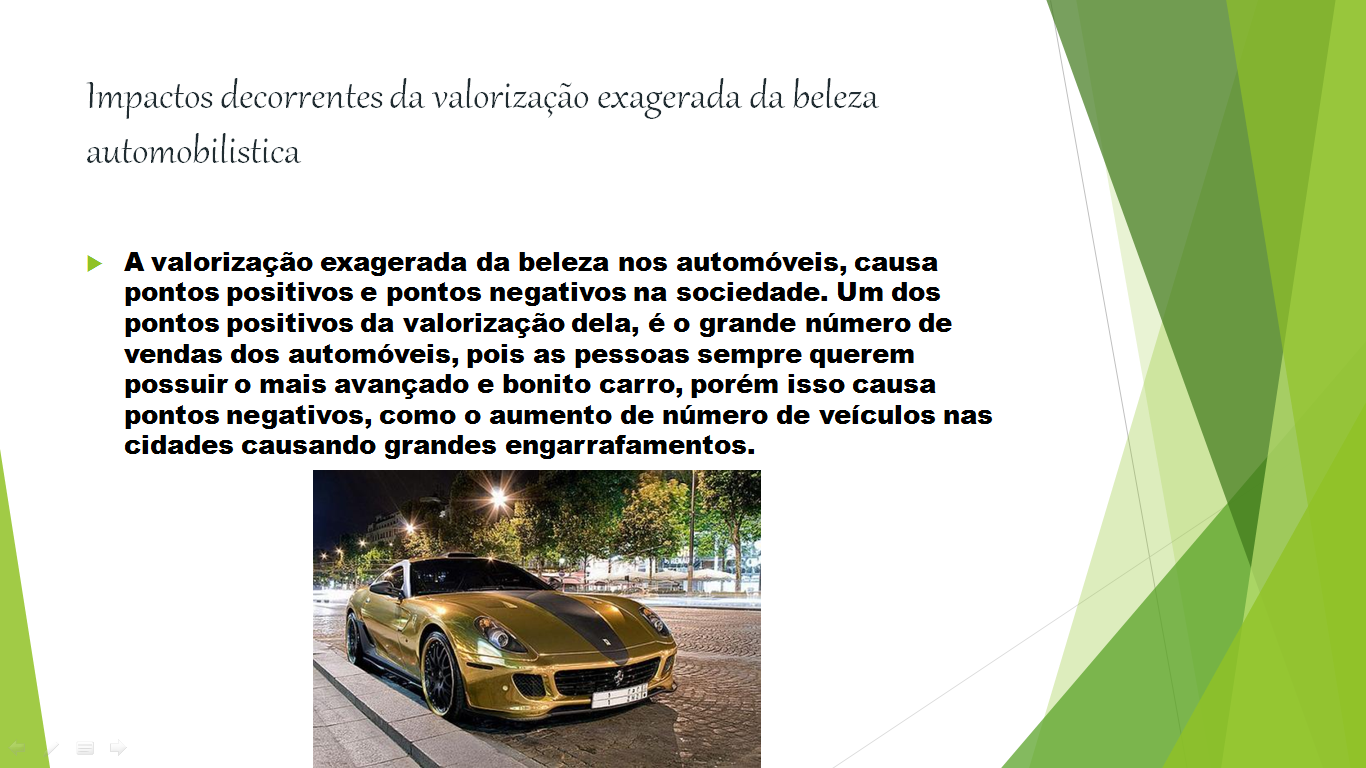 Impactos decorrentes da valorização exagerada da beleza
automobilistica
A valorização exagerada da beleza nos automóveis, causa
pontos positivos e pontos negativos na sociedade. Um dos
pontos positivos da valorização dela, é o grande número de
vendas dos automóveis, pois as pessoas sempre querem
possuir o mais avançado e bonito carro, porém isso causa
pontos negativos, como o aumento de número de veículos nas
cidades causando grandes engarrafamentos.